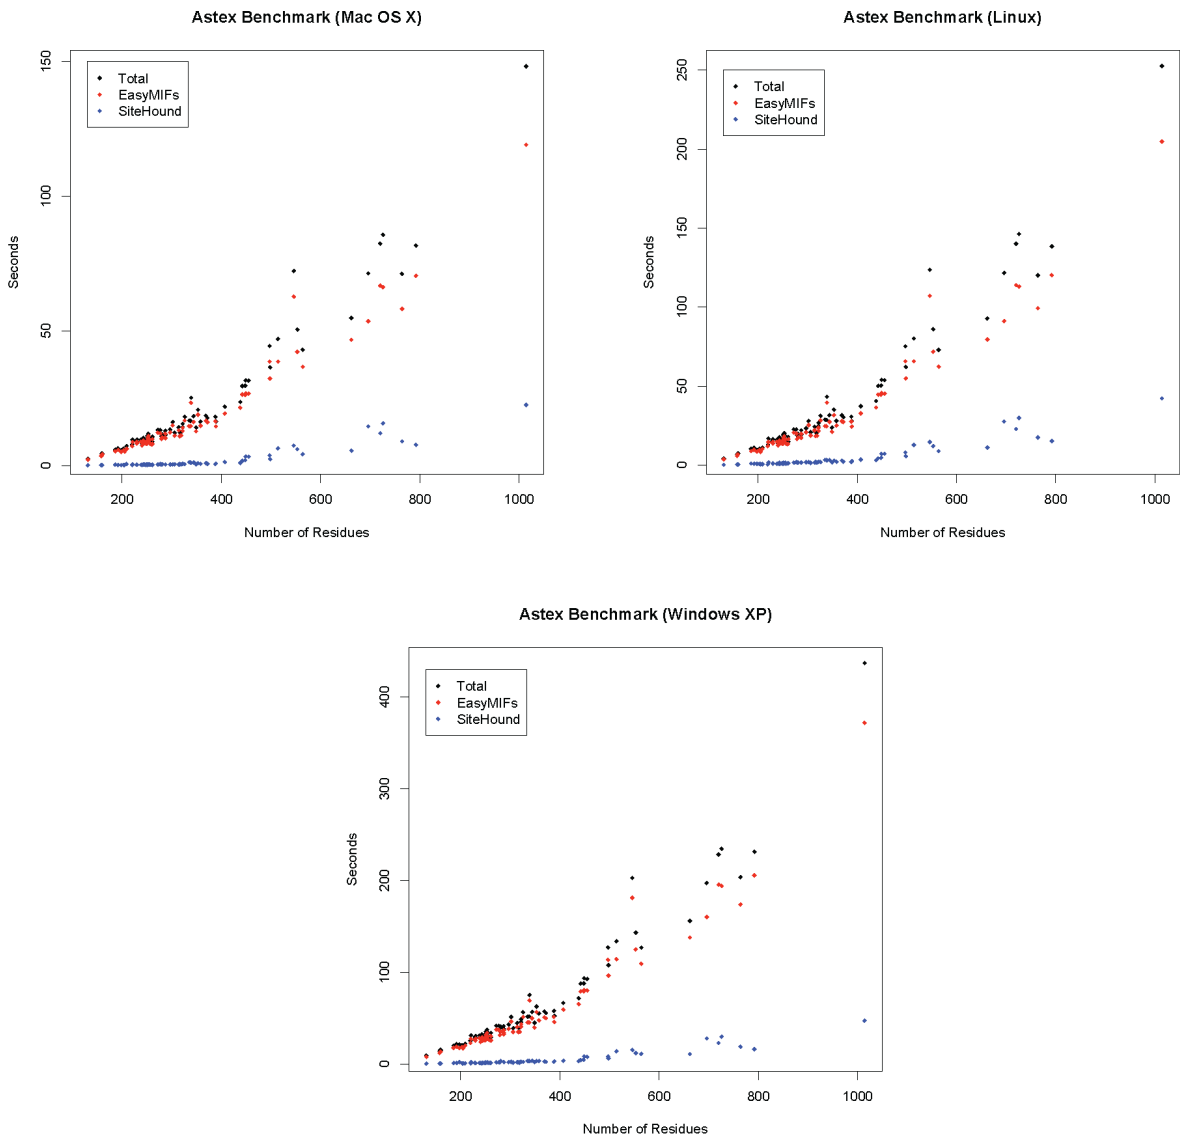 Astex Benchmark (Mac OS X)
Seconds
150
100
50
0
Total
EasyMIFs
SiteHound
200 400 600 800 1000
Number of Residues
Astex Benchmark (Linux)
Seconds
250
200
150
100
50
0
Total
EasyMIFs
SiteHound
200 400 600 800 1000
Number of Residues
Astex Benchmark (Windows XP)
Seconds
400
300
200
100
0
Total
EasyMIFs
SiteHound
200 400 600 800 1000
Number of Residues